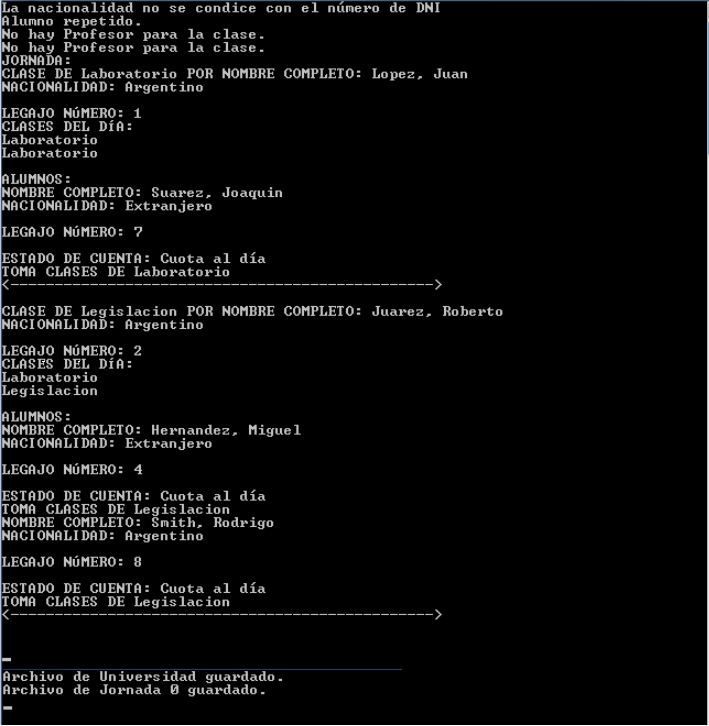 La nacionalidad no se condice con el número de DNI
Alumno repetido.
No hay Profesor para la clase.
No hay Profesor para la clase.
JORNADA:
CLASE DE Laboratorio POR NOMBRE COMPLETO: Lopez, Juan
NACIONALIDAD: Argentino
LEGAJO NúMERO: 1
CLASES DEL DíA:
Laboratorio
Laboratorio
ALUMNOS:
NOMBRE COMPLETO: Suarez, Joaquin
NACIONALIDAD: Extranjero
LEGAJO NúMERO: 7
ESTADO DE CUENTA: Cuota al día
TOMA CLASES DE Laboratorio
<------------------------------------------------>
CLASE DE Legislacion POR NOMBRE COMPLETO: Juarez, Roberto
NACIONALIDAD: Argentino
LEGAJO NúMERO: 2
CLASES DEL DíA:
Laboratorio
Legislacion
ALUMNOS:
NOMBRE COMPLETO: Hernandez, Miguel
NACIONALIDAD: Extranjero
LEGAJO NúMERO: 4
ESTADO DE CUENTA: Cuota al día
TOMA CLASES DE Legislacion
NOMBRE COMPLETO: Smith, Rodrigo
NACIONALIDAD: Argentino
LEGAJO NúMERO: 8
ESTADO DE CUENTA: Cuota al día
TOMA CLASES DE Legislacion
<------------------------------------------------>
Archivo de Universidad guardado.
Archivo de Jornada 0 guardado.